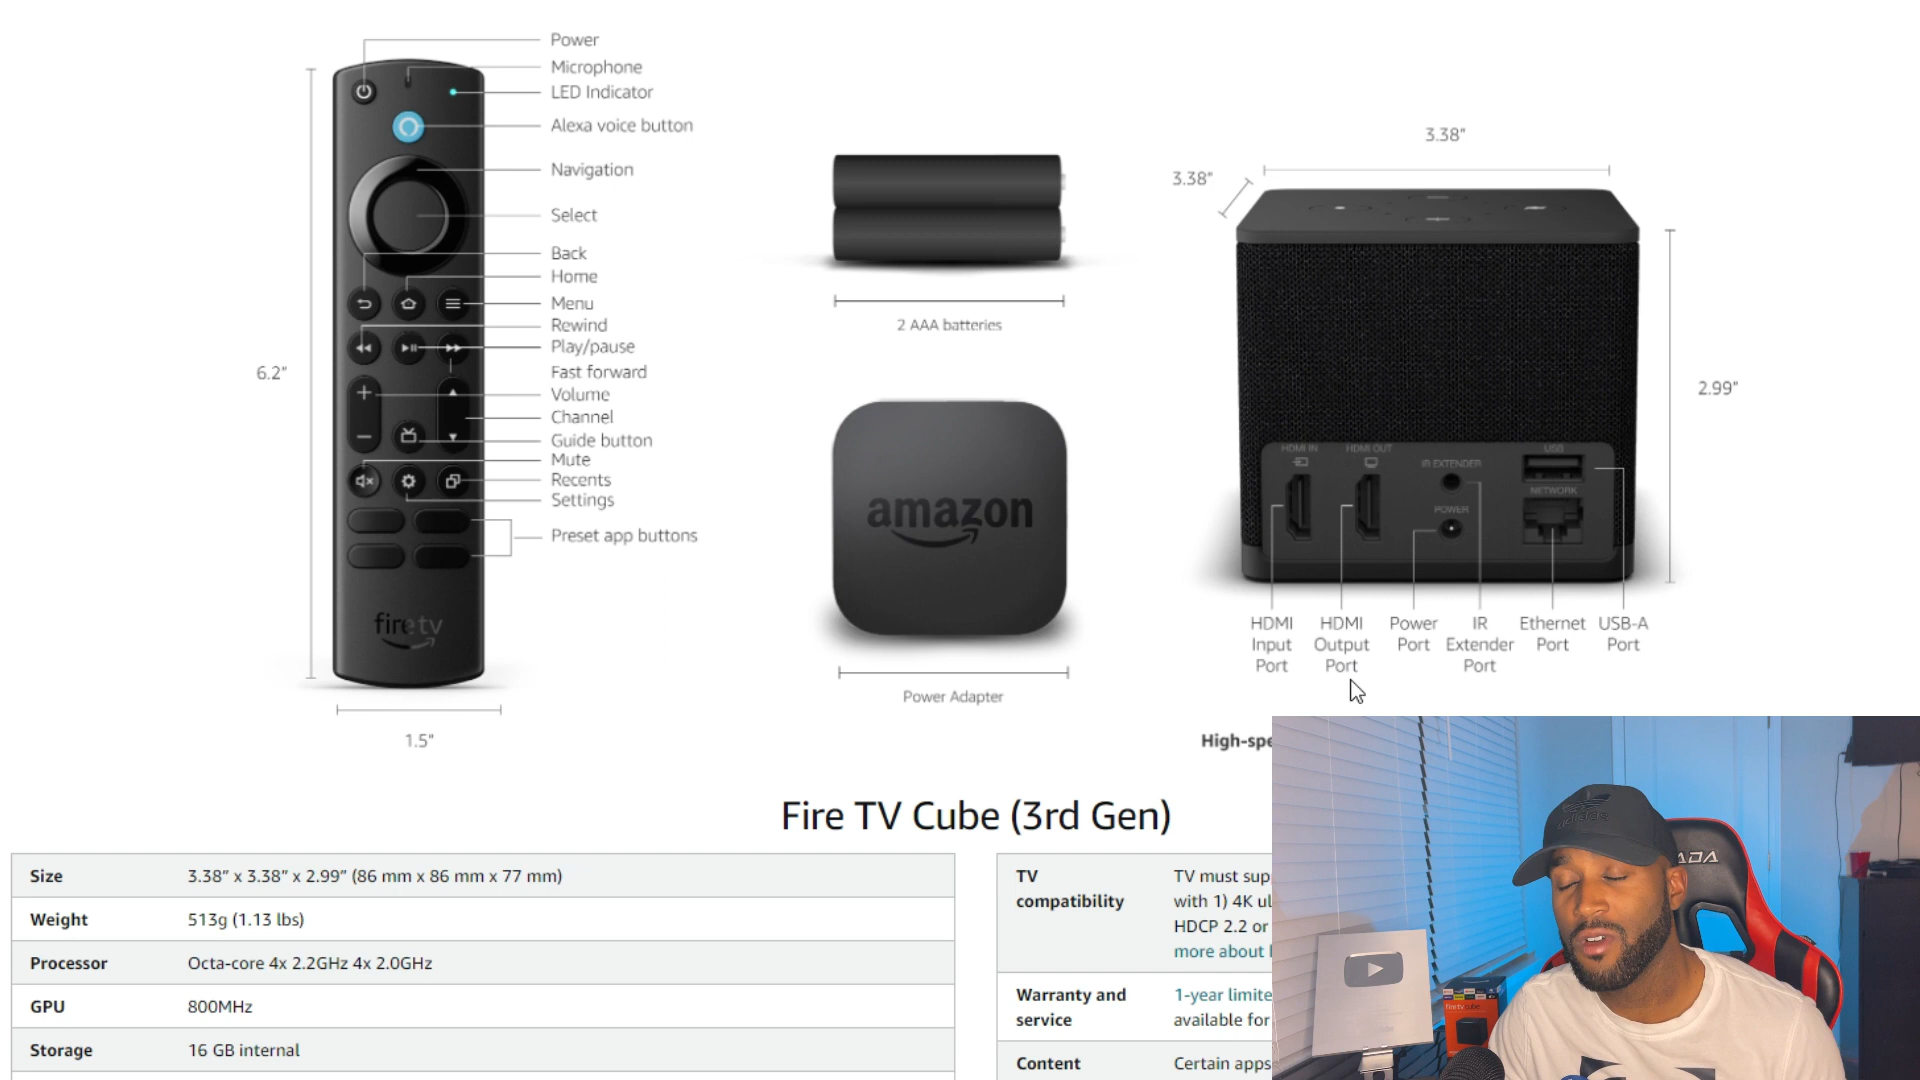 Power
Microphone
LED Indicator
Alexa voice button
Navigation
Select
Back
Home
Menu
Rewind
Play/pause
Fast forward
Volume
Channel
Guide button
Mute
Recents
Settings
Preset app buttons
6.2”
fire tv
1.5”
2 AAA batteries
amazon
Power Adapter
3.38”
3.38”
2.99”
HDMI IN
HDMI OUT
IR EXTENDER
USB
NETWORK
POWER
HDMI Input Port
HDMI Output Port
Power Port
IR Extender Port
Ethernet Port
USB-A Port
High-spe
Fire TV Cube (3rd Gen)
Size 3.38” x 3.38” x 2.99” (86 mm x 86 mm x 77 mm)
Weight 513g (1.13 lbs)
Processor Octa-core 4x 2.2GHz 4x 2.0GHz
GPU 800MHz
Storage 16 GB internal
TV compatibility
TV must sup
with 1) 4K ul
HDCP 2.2 or
more about
Warranty and service
1-year limite
available for
Content Certain apps
adidas
ADA
fire tv cube